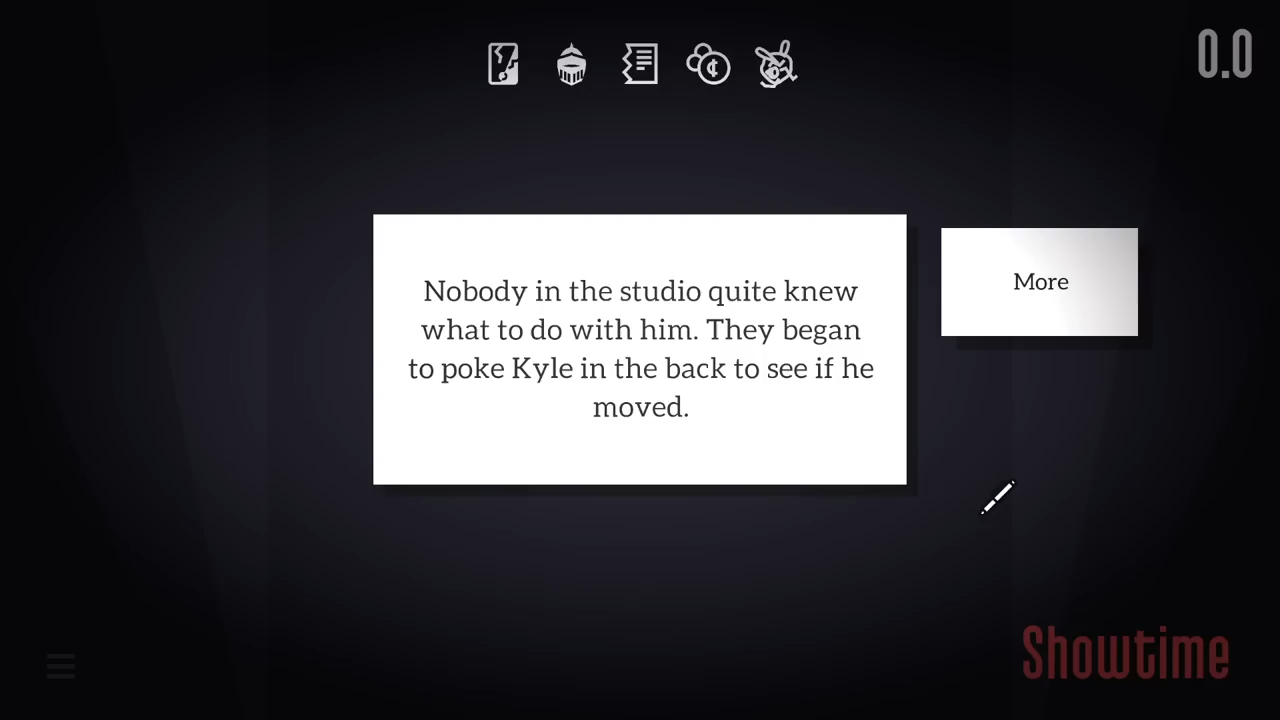 0.0
Nobody in the studio quite knew
what to do with him. They began
to poke Kyle in the back to see if he
moved.
More
Showtime